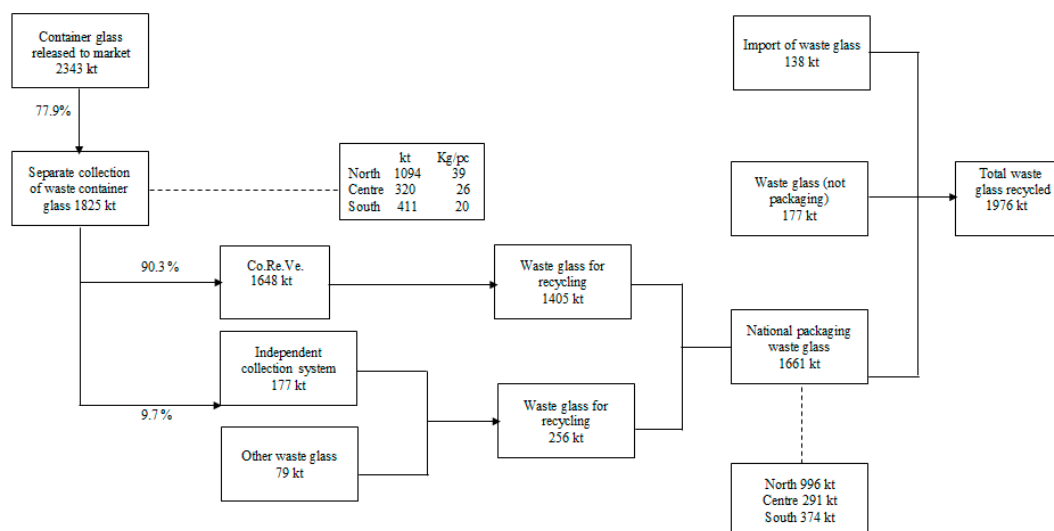 Container glass
released to market
2343 kt
77.9%
Separate collection
of waste container
glass 1825 kt
kt Kg/pc
North 1094 39
Centre 320 26
South 411 20
90.3%
Co.Re.Ve.
1648 kt
Waste glass for
recycling
1405 kt
9.7%
Independent
collection system
177 kt
Other waste glass
79 kt
Waste glass for
recycling
256 kt
Import of waste glass
138 kt
Waste glass (not
packaging)
177 kt
Total waste
glass recycled
1976 kt
National packaging
waste glass
1661 kt
North 996 kt
Centre 291 kt
South 374 kt